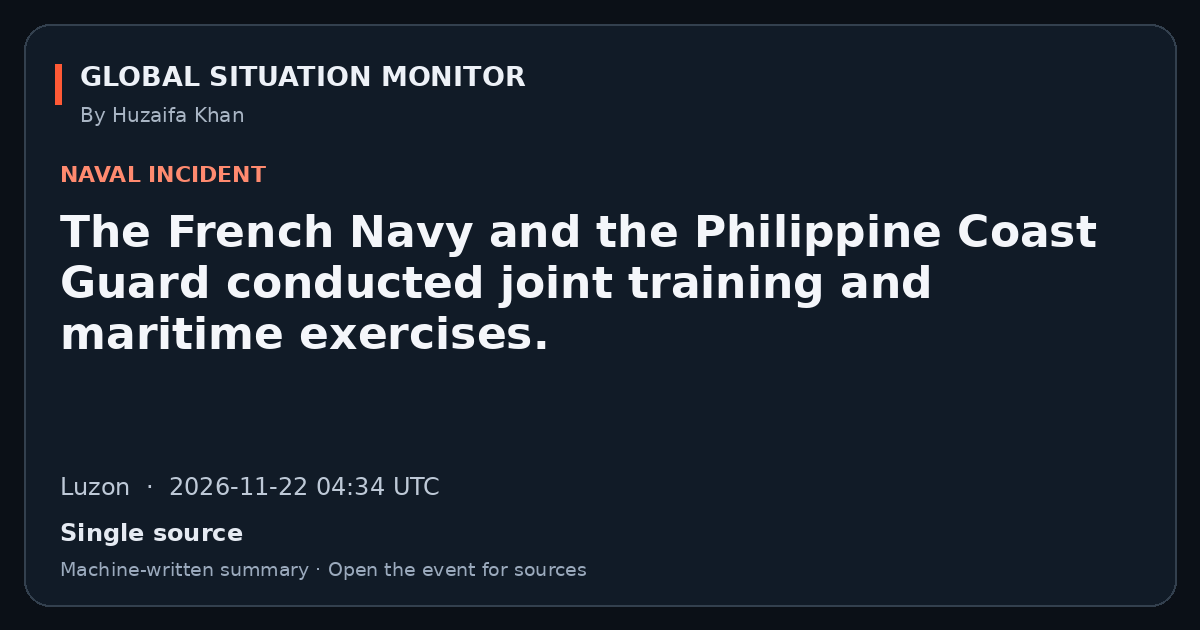 GLOBAL SITUATION MONITOR
By Huzaifa Khan
NAVAL INCIDENT
The French Navy and the Philippine Coast
Guard conducted joint training and
maritime exercises.
Luzon · 2026-11-22 04:34 UTC
Single source
Machine-written summary · Open the event for sources